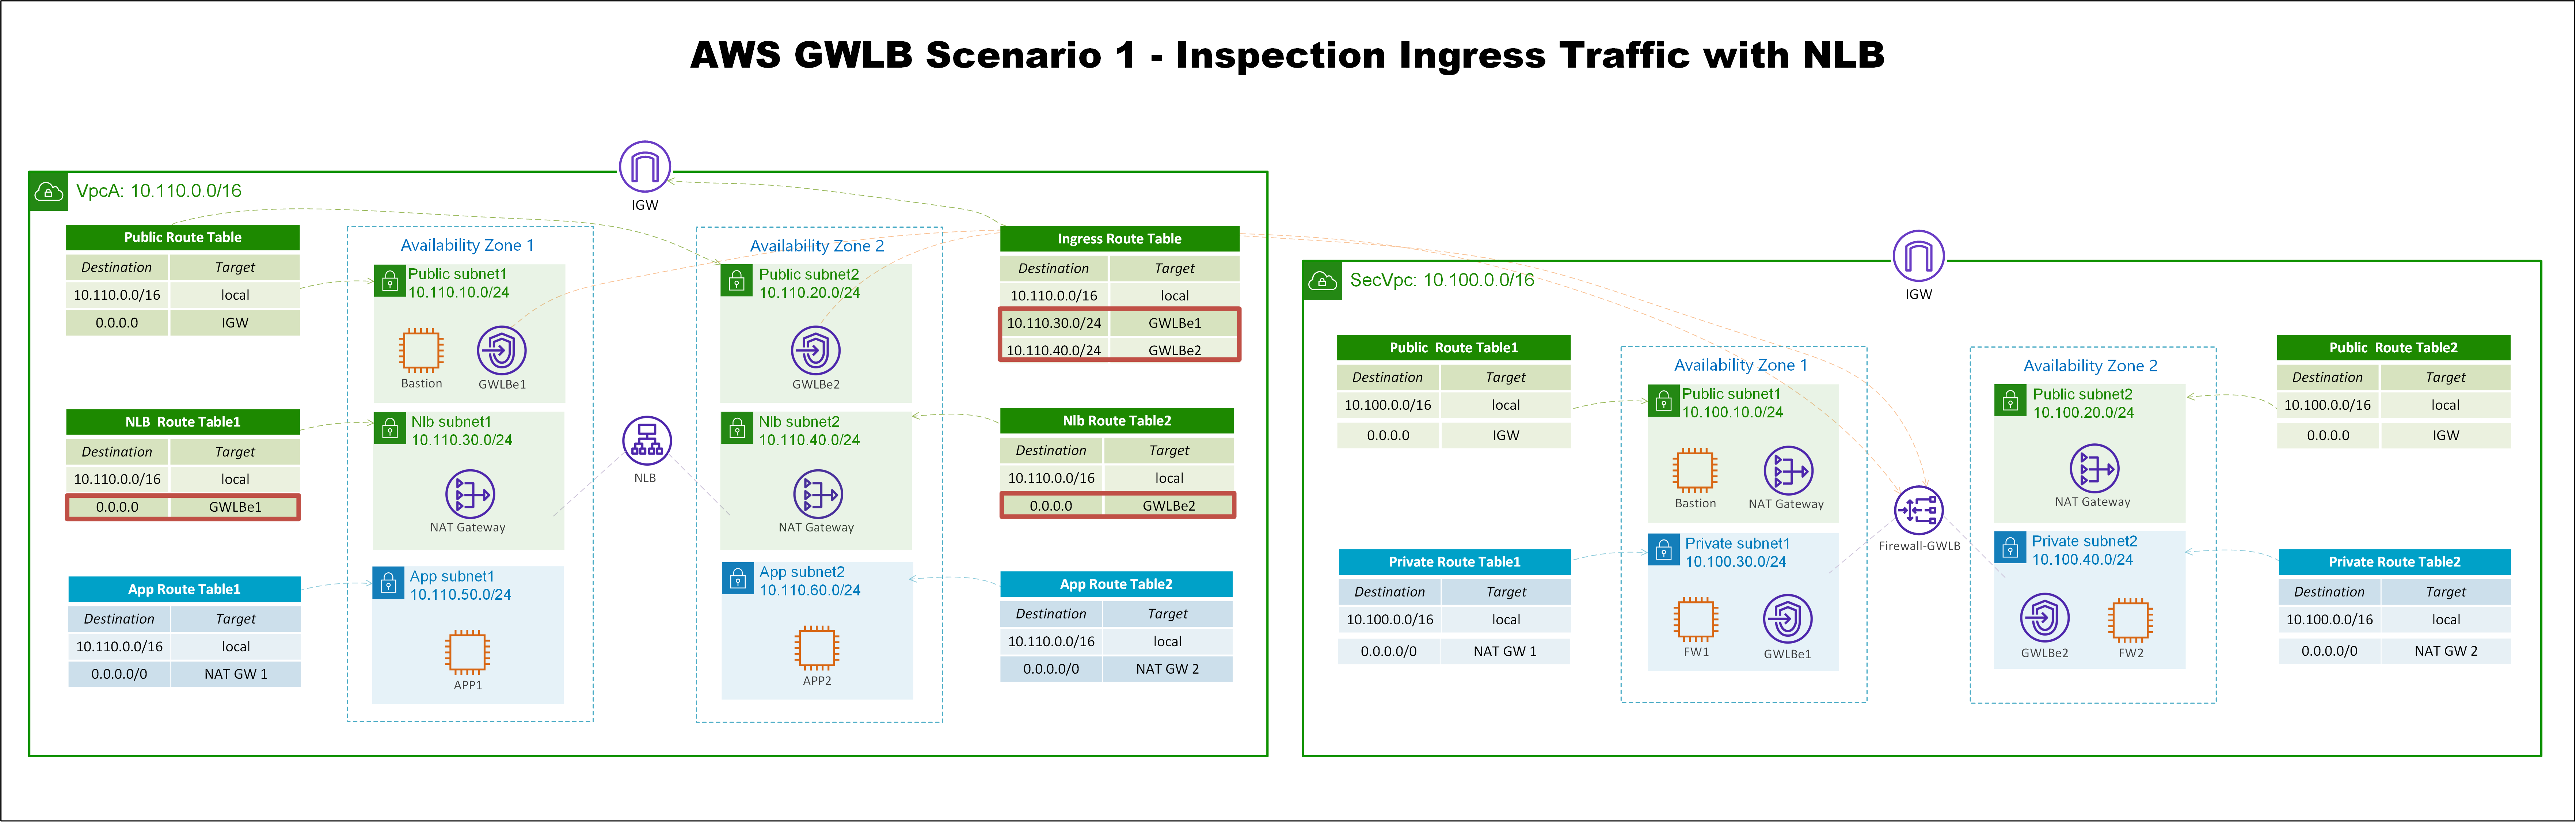 AWS GWLB Scenario 1 - Inspection Ingress Traffic with NLB
IGW
VpcA: 10.110.0.0/16
Public Route Table
Destination Target
10.110.0.0/16 local
0.0.0.0 IGW
NLB Route Table1
Destination Target
10.110.0.0/16 local
0.0.0.0 GWLBe1
App Route Table1
Destination Target
10.110.0.0/16 local
0.0.0.0/0 NAT GW 1
Availability Zone 1
Public subnet1
10.110.10.0/24
Bastion
GWLBe1
Nlb subnet1
10.110.30.0/24
NAT Gateway
App subnet1
10.110.50.0/24
APP1
NLB
Availability Zone 2
Public subnet2
10.110.20.0/24
GWLBe2
Nlb subnet2
10.110.40.0/24
NAT Gateway
App subnet2
10.110.60.0/24
APP2
Ingress Route Table
Destination Target
10.110.0.0/16 local
10.110.30.0/24 GWLBe1
10.110.40.0/24 GWLBe2
Nlb Route Table2
Destination Target
10.110.0.0/16 local
0.0.0.0 GWLBe2
App Route Table2
Destination Target
10.110.0.0/16 local
0.0.0.0/0 NAT GW 2
IGW
SecVpc: 10.100.0.0/16
Public Route Table1
Destination Target
10.100.0.0/16 local
0.0.0.0 IGW
Private Route Table1
Destination Target
10.100.0.0/16 local
0.0.0.0/0 NAT GW 1
Availability Zone 1
Public subnet1
10.100.10.0/24
Bastion
NAT Gateway
Private subnet1
10.100.30.0/24
FW1
GWLBe1
Firewall-GWLB
Availability Zone 2
Public subnet2
10.100.20.0/24
NAT Gateway
Private subnet2
10.100.40.0/24
GWLBe2
FW2
Public Route Table2
Destination Target
10.100.0.0/16 local
0.0.0.0 IGW
Private Route Table2
Destination Target
10.100.0.0/16 local
0.0.0.0/0 NAT GW 2